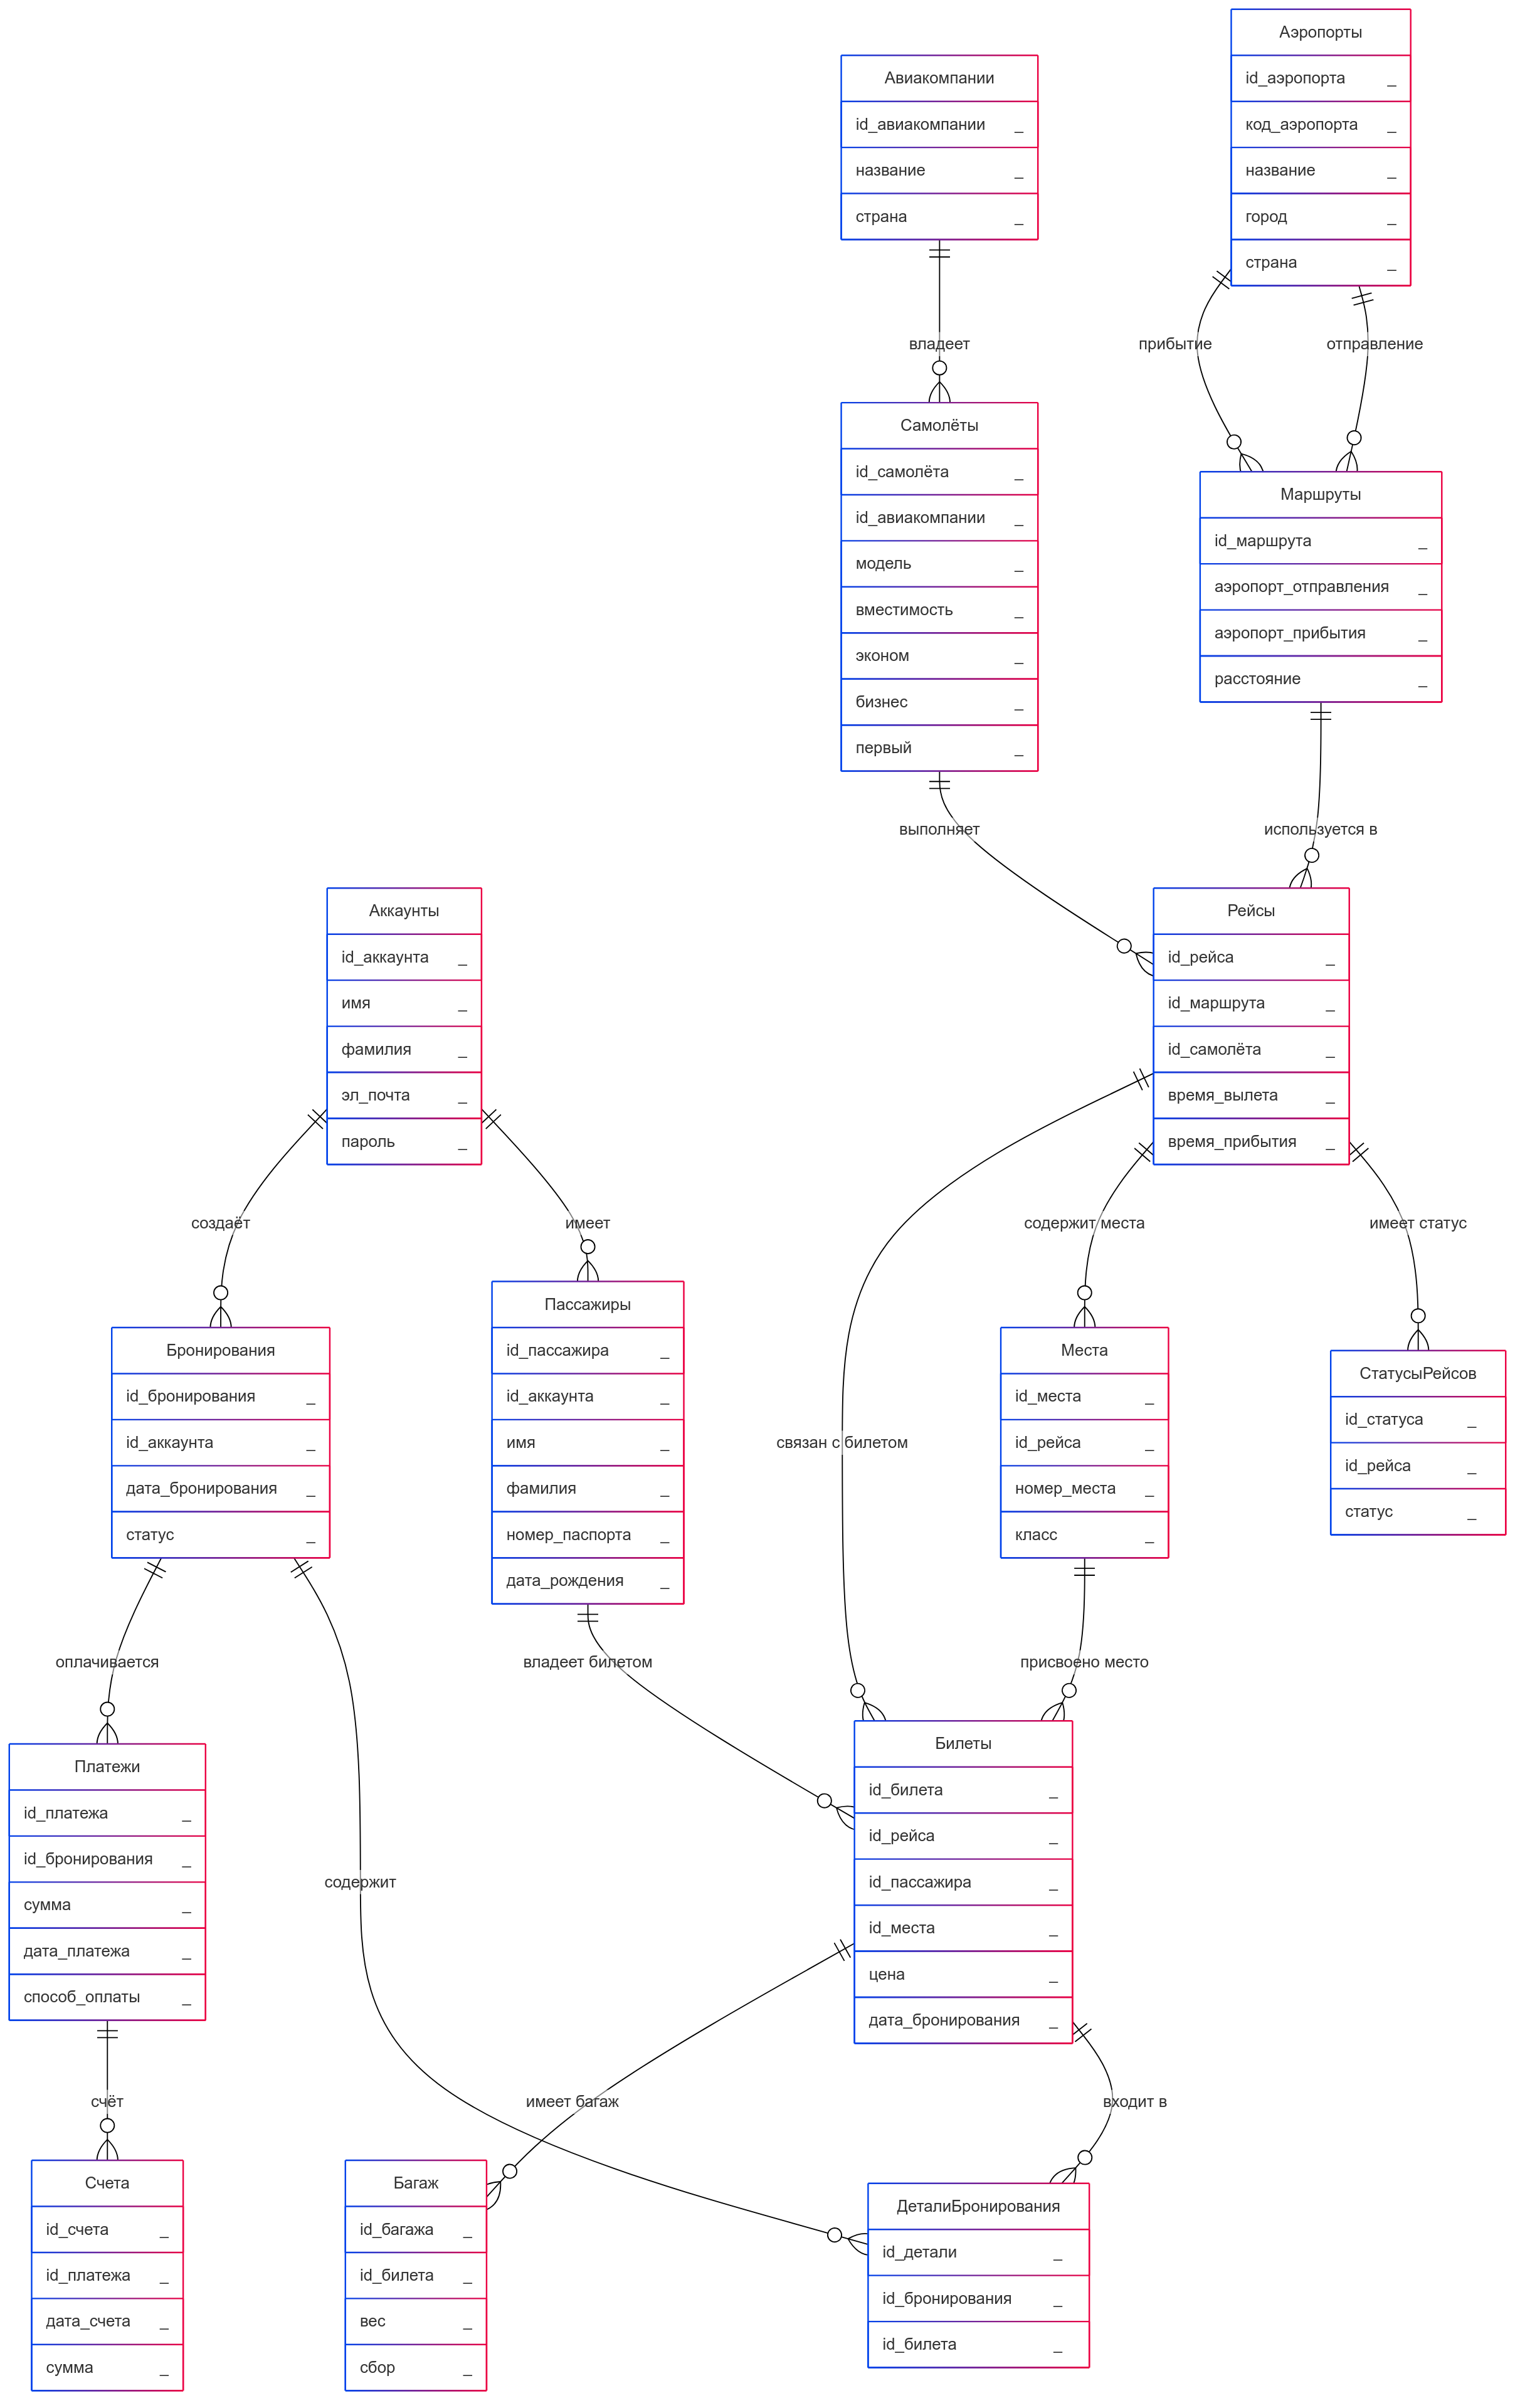 Аэропорты
id_аэропорта _
код_аэропорта _
название _
город _
страна _
Авиакомпании
id_авиакомпании _
название _
страна _
владеет
прибытие
отправление
Самолёты
id_самолёта _
id_авиакомпании _
модель _
вместимость _
эконом _
бизнес _
первый _
Маршруты
id_маршрута _
аэропорт_отправления _
аэропорт_прибытия _
расстояние _
выполняет
используется в
Аккаунты
id_аккаунта _
имя _
фамилия _
эл_почта _
пароль _
Рейсы
id_рейса _
id_маршрута _
id_самолёта _
время_вылета _
время_прибытия _
создаёт
имеет
содержит места
имеет статус
Бронирования
id_бронирования _
id_аккаунта _
дата_бронирования _
статус _
Пассажиры
id_пассажира _
id_аккаунта _
имя _
фамилия _
номер_паспорта _
дата_рождения _
связан с билетом
Места
id_места _
id_рейса _
номер_места _
класс _
СтатусыРейсов
id_статуса _
id_рейса _
статус _
оплачивается
владеет билетом
присвоено место
Платежи
id_платежа _
id_бронирования _
сумма _
дата_платежа _
способ_оплаты _
содержит
Билеты
id_билета _
id_рейса _
id_пассажира _
id_места _
цена _
дата_бронирования _
счёт
имеет багаж
входит в
Счета
id_счета _
id_платежа _
дата_счета _
сумма _
Багаж
id_багажа _
id_билета _
вес _
сбор _
ДеталиБронирования
id_детали _
id_бронирования _
id_билета _